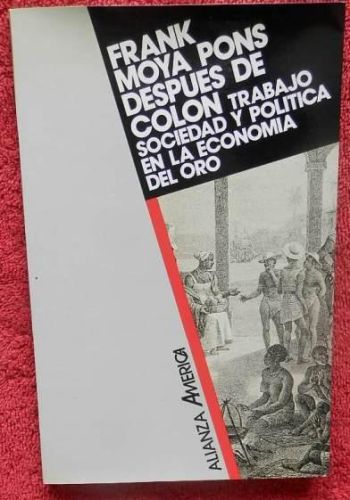 FRANK
MOYA PONS
DESPUES DE
COLON TRABAJO
SOCIEDAD Y POLITICA
EN LA ECONOMIA
DEL ORO
ALIANZA AMERICA